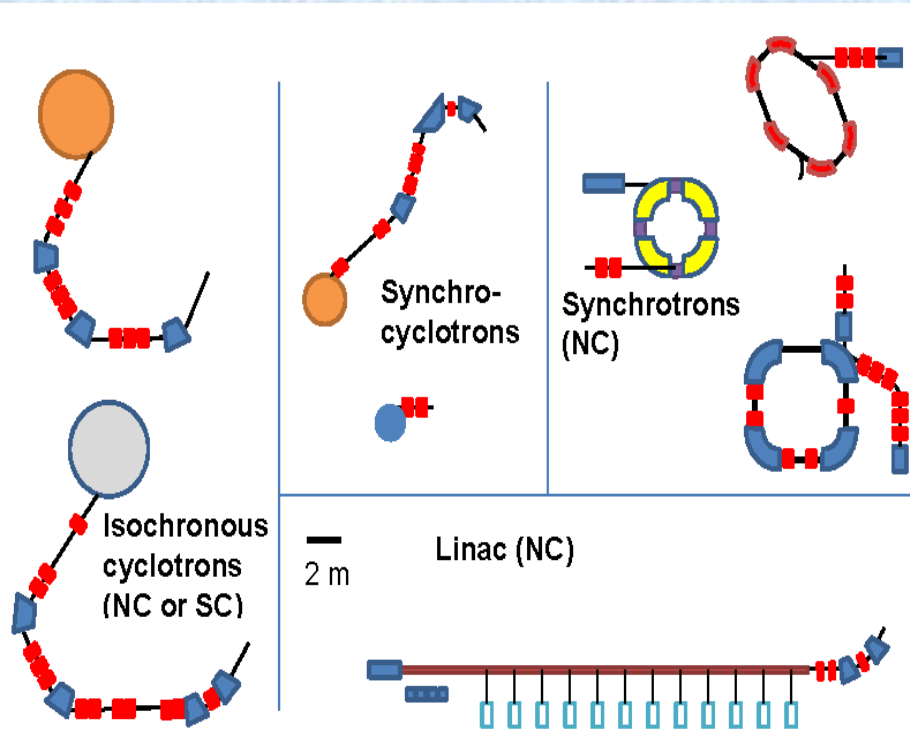 Synchro-
cyclotrons
Synchrotrons
(NC)
Isochronous
cyclotrons
(NC or SC)
2 m
Linac (NC)